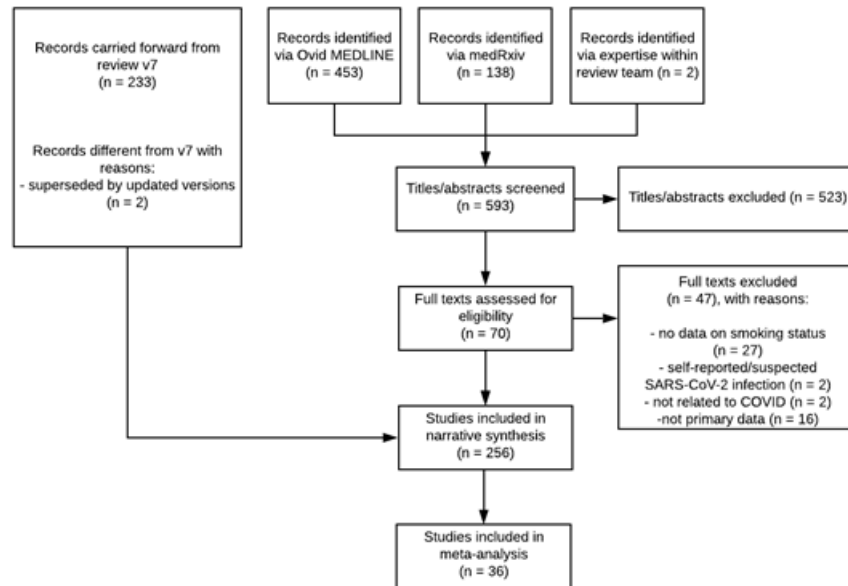 Records carried forward from
review v7
(n = 233)
Records different from v7 with
reasons:
- superseded by updated versions
(n = 2)
Records identified
via Ovid MEDLINE
(n = 453)
Records identified
via medRxiv
(n = 138)
Records identified
via expertise within
review team (n = 2)
Titles/abstracts screened
(n = 593)
Titles/abstracts excluded (n = 523)
Full texts assessed for
eligibility
(n = 70)
Full texts excluded
(n = 47), with reasons:
- no data on smoking status
(n = 27)
- self-reported/suspected
SARS-CoV-2 infection (n = 2)
- not related to COVID (n = 2)
-not primary data (n = 16)
Studies included in
narrative synthesis
(n = 256)
Studies included in
meta-analysis
(n = 36)